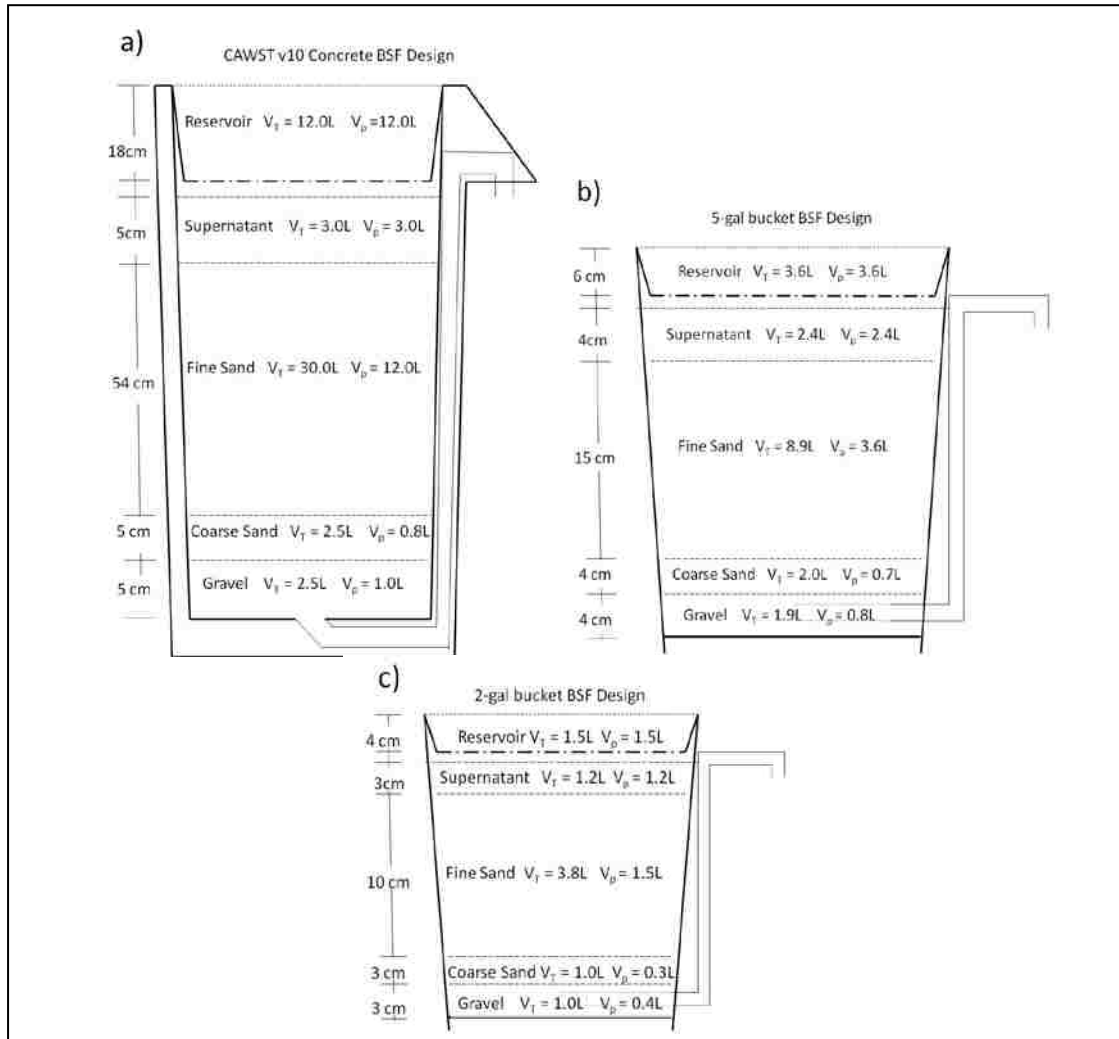 a)
CAWST v10 Concrete BSF Design
Reservoir V_T = 12.0L V_p =12.0L
18cm
Supernatant V_T = 3.0L V_p = 3.0L
5cm
Fine Sand V_T = 30.0L V_p = 12.0L
54 cm
Coarse Sand V_T = 2.5L V_p = 0.8L
5 cm
Gravel V_T = 2.5L V_p = 1.0L
5 cm
b)
5-gal bucket BSF Design
Reservoir V_T = 3.6L V_p = 3.6L
6 cm
Supernatant V_T = 2.4L V_p = 2.4L
4cm
Fine Sand V_T = 8.9L V_p = 3.6L
15 cm
Coarse Sand V_T = 2.0L V_p = 0.7L
4 cm
Gravel V_T = 1.9L V_p = 0.8L
4 cm
c)
2-gal bucket BSF Design
Reservoir V_T = 1.5L V_p = 1.5L
4 cm
Supernatant V_T = 1.2L V_p = 1.2L
3cm
Fine Sand V_T = 3.8L V_p = 1.5L
10 cm
Coarse Sand V_T = 1.0L V_p = 0.3L
3 cm
Gravel V_T = 1.0L V_p = 0.4L
3 cm